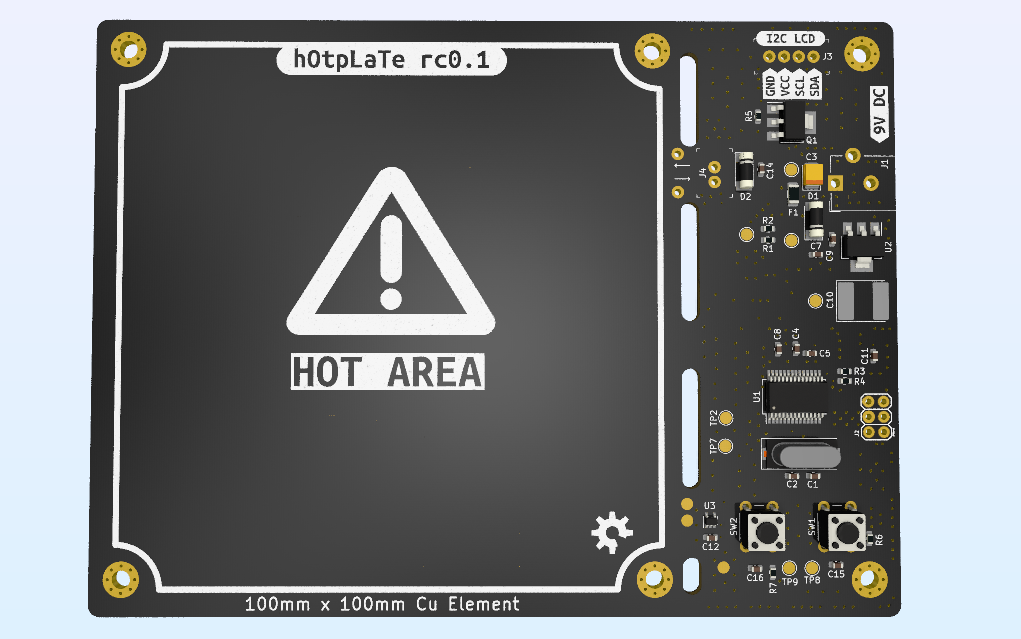 hOtpLaTe rc0.1
HOT AREA
100mm x 100mm Cu Element
I2C LCD
J3
GND
VCC
SCL
SDA
9V DC
R5
Q1
J1
J4
C14
D2
C3
D1
F1
R2
R1
C7
C9
U2
C10
C8
C4
C5
C11
R3
R4
U1
TP2
TP7
J2
C2
C1
U3
C12
SW2
SW1
R6
C16
R7
TP9
TP8
C15